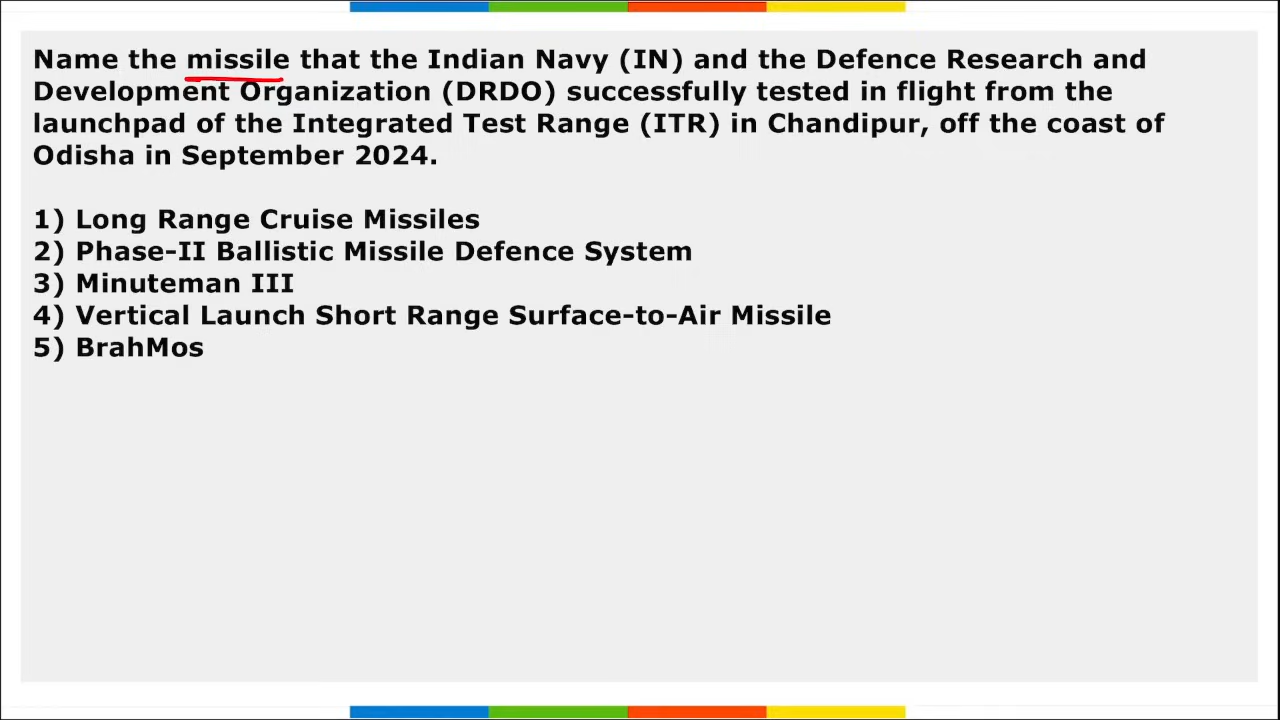 Name the missile that the Indian Navy (IN) and the Defence Research and
Development Organization (DRDO) successfully tested in flight from the
launchpad of the Integrated Test Range (ITR) in Chandipur, off the coast of
Odisha in September 2024.
1) Long Range Cruise Missiles
2) Phase-II Ballistic Missile Defence System
3) Minuteman III
4) Vertical Launch Short Range Surface-to-Air Missile
5) BrahMos